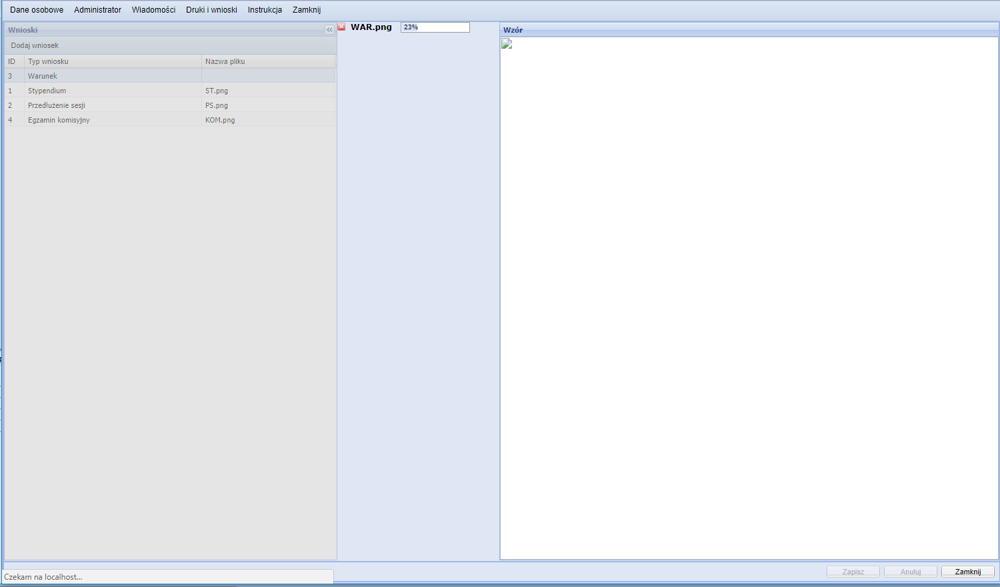 Dane osobowe Administrator Wiadomości Druki i wnioski Instrukcja Zamknij
Wnioski
Dodaj wniosek
ID Typ wniosku Nazwa pliku
3 Warunek
1 Stypendium ST.png
2 Przedłużenie sesji PS.png
4 Egzamin komisyjny KOM.png
WAR.png 23%
Wzór
Zapisz Anuluj Zamknij
Czekam na localhost...